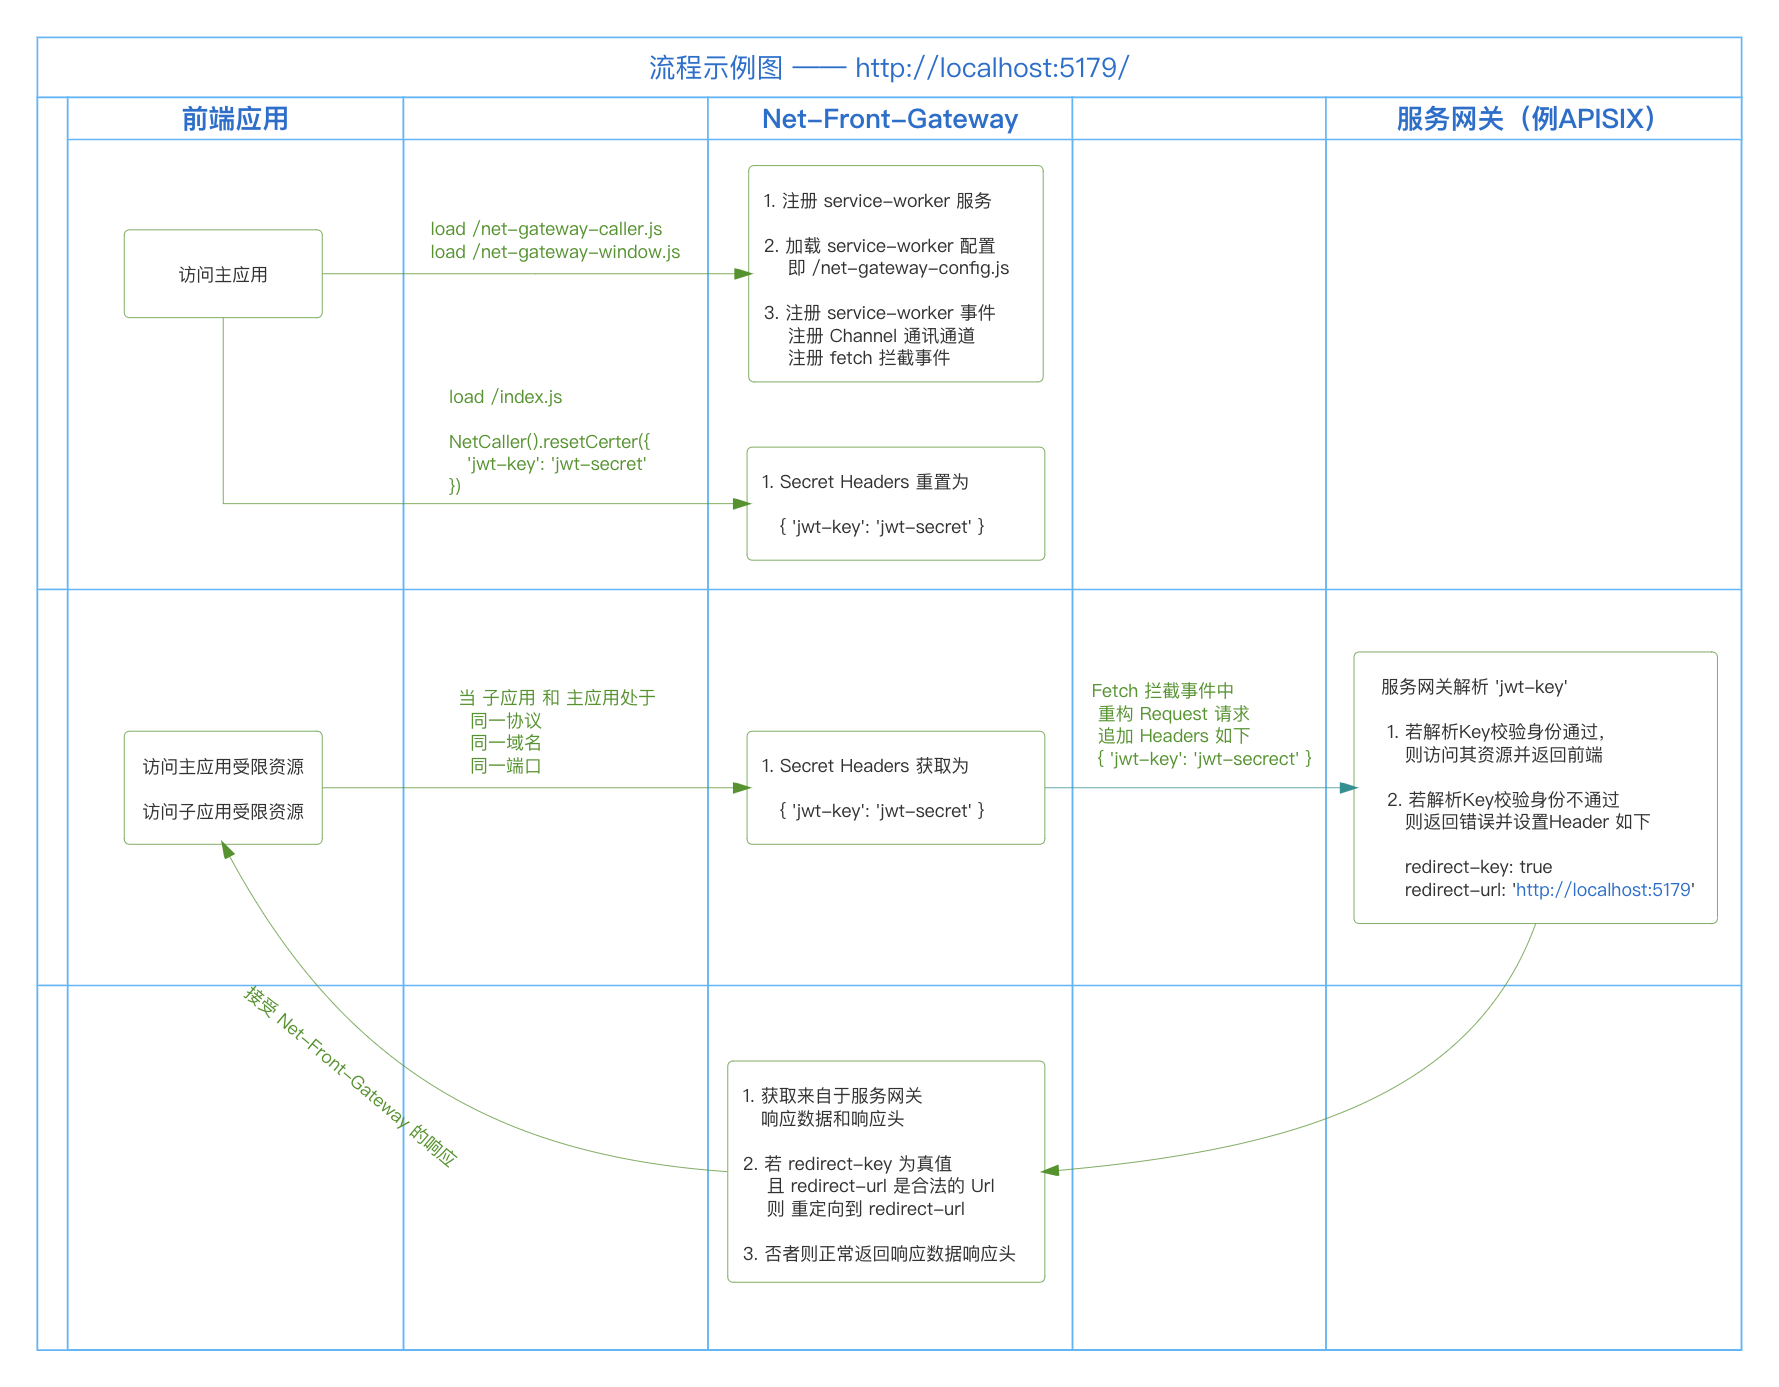 流程示例图 —— http://localhost:5179/
前端应用
Net-Front-Gateway
服务网关（例APISIX）
访问主应用
load /net-gateway-caller.js
load /net-gateway-window.js
1. 注册 service-worker 服务
2. 加载 service-worker 配置
即 /net-gateway-config.js
3. 注册 service-worker 事件
注册 Channel 通讯通道
注册 fetch 拦截事件
load /index.js
NetCaller().resetCerter({
'jwt-key': 'jwt-secret'
})
1. Secret Headers 重置为
{ 'jwt-key': 'jwt-secret' }
访问主应用受限资源
访问子应用受限资源
当 子应用 和 主应用处于
同一协议
同一域名
同一端口
1. Secret Headers 获取为
{ 'jwt-key': 'jwt-secret' }
Fetch 拦截事件中
重构 Request 请求
追加 Headers 如下
{ 'jwt-key': 'jwt-secrect' }
服务网关解析 'jwt-key'
1. 若解析Key校验身份通过，
则访问其资源并返回前端
2. 若解析Key校验身份不通过
则返回错误并设置Header 如下
redirect-key: true
redirect-url: 'http://localhost:5179'
接受 Net-Front-Gateway 的响应
1. 获取来自于服务网关
响应数据和响应头
2. 若 redirect-key 为真值
且 redirect-url 是合法的 Url
则 重定向到 redirect-url
3. 否者则正常返回响应数据响应头